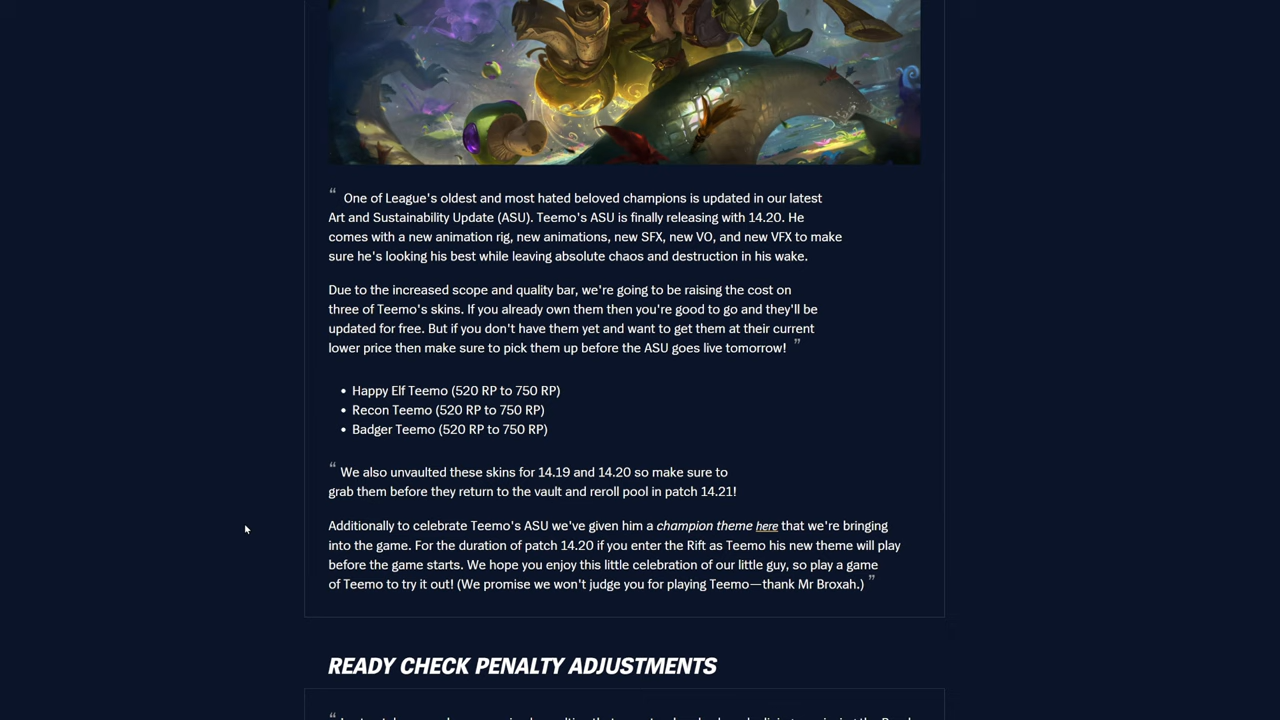 “ One of League's oldest and most hated beloved champions is updated in our latest
Art and Sustainability Update (ASU). Teemo's ASU is finally releasing with 14.20. He
comes with a new animation rig, new animations, new SFX, new VO, and new VFX to make
sure he's looking his best while leaving absolute chaos and destruction in his wake.
Due to the increased scope and quality bar, we're going to be raising the cost on
three of Teemo's skins. If you already own them then you're good to go and they'll be
updated for free. But if you don't have them yet and want to get them at their current
lower price then make sure to pick them up before the ASU goes live tomorrow! ”
• Happy Elf Teemo (520 RP to 750 RP)
• Recon Teemo (520 RP to 750 RP)
• Badger Teemo (520 RP to 750 RP)
“ We also unvaulted these skins for 14.19 and 14.20 so make sure to
grab them before they return to the vault and reroll pool in patch 14.21!
Additionally to celebrate Teemo's ASU we've given him a champion theme here that we're bringing
into the game. For the duration of patch 14.20 if you enter the Rift as Teemo his new theme will play
before the game starts. We hope you enjoy this little celebration of our little guy, so play a game
of Teemo to try it out! (We promise we won't judge you for playing Teemo—thank Mr Broxah.) ”
READY CHECK PENALTY ADJUSTMENTS